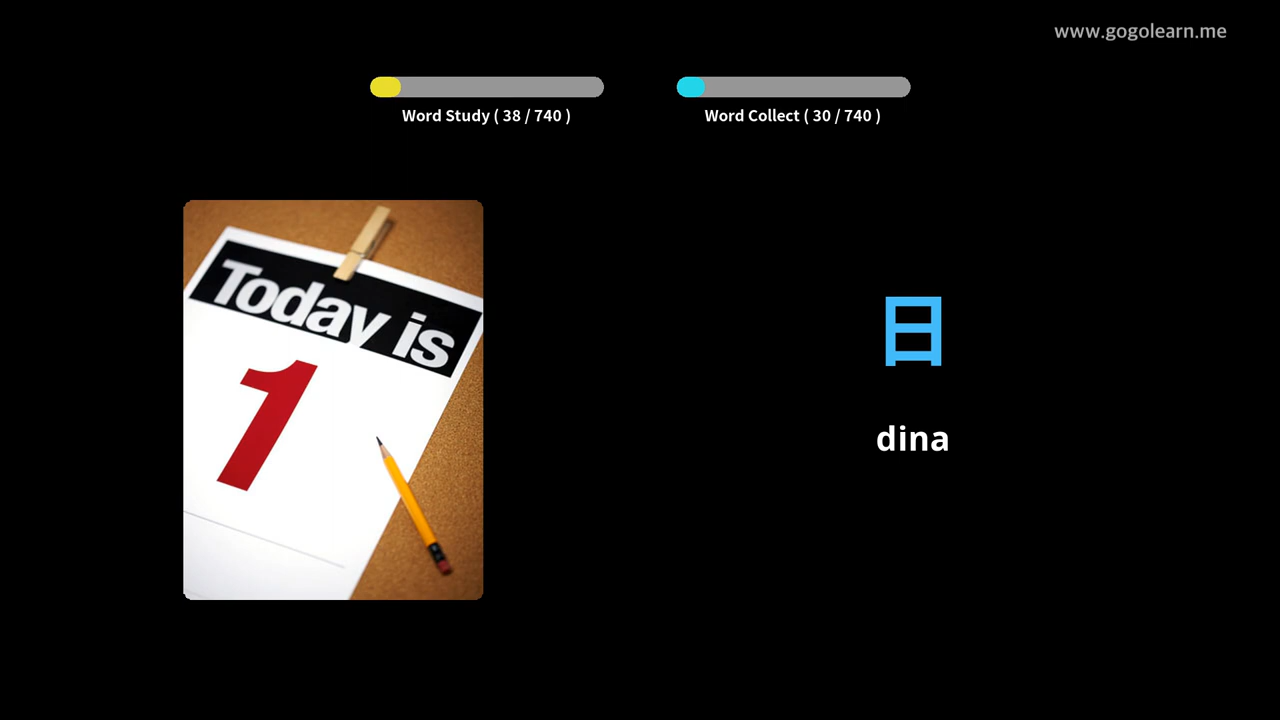 www.gogolearn.me
Word Study ( 38 / 740 )
Word Collect ( 30 / 740 )
Today is
1
日
dina